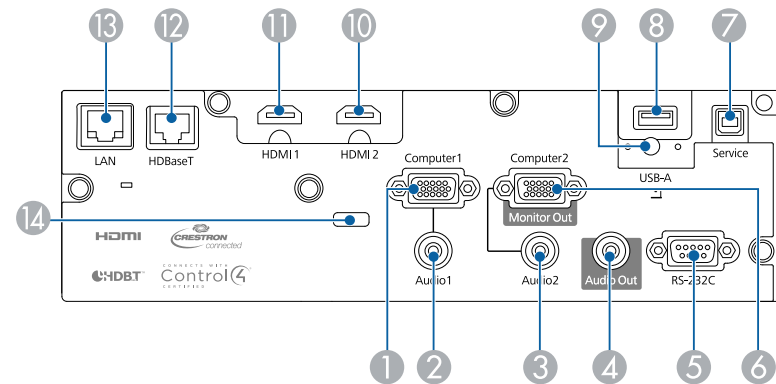 13 12 11 10 9 8 7
LAN HDBaseT HDMI 1 HDMI 2 Computer1 Computer2 USB-A Service
Monitor Out
14
HDMI CRESTRON connected
HDBT CONNECTS WITH Control4 CERTIFIED
Audio1 Audio2 Audio Out RS-232C
1 2 3 4 5 6